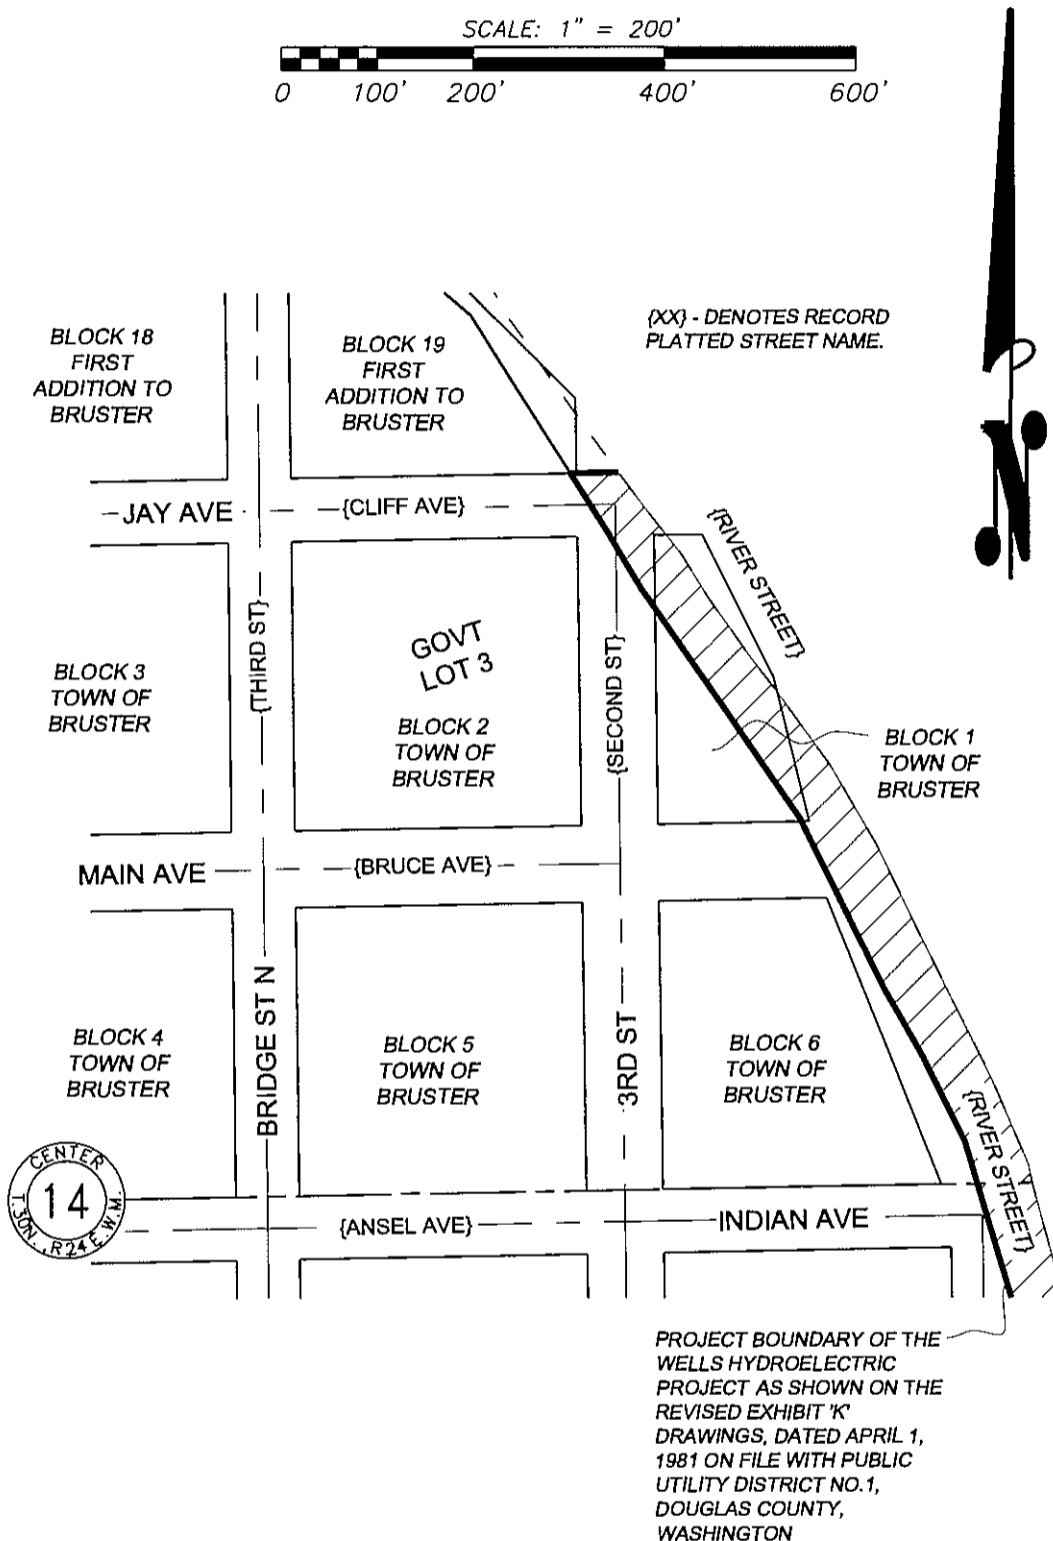 SCALE: 1" = 200'
0 100' 200' 400' 600'
{XX} - DENOTES RECORD
PLATTED STREET NAME.
BLOCK 18
FIRST
ADDITION TO
BRUSTER
BLOCK 19
FIRST
ADDITION TO
BRUSTER
JAY AVE
{CLIFF AVE}
{RIVER STREET}
{THIRD ST}
GOVT
LOT 3
{SECOND ST}
BLOCK 3
TOWN OF
BRUSTER
BLOCK 2
TOWN OF
BRUSTER
BLOCK 1
TOWN OF
BRUSTER
MAIN AVE
{BRUCE AVE}
BRIDGE ST N
3RD ST
BLOCK 4
TOWN OF
BRUSTER
BLOCK 5
TOWN OF
BRUSTER
BLOCK 6
TOWN OF
BRUSTER
{RIVER STREET}
CENTER
14
T.30N., R24 E.W.M.
{ANSEL AVE}
INDIAN AVE
PROJECT BOUNDARY OF THE
WELLS HYDROELECTRIC
PROJECT AS SHOWN ON THE
REVISED EXHIBIT 'K'
DRAWINGS, DATED APRIL 1,
1981 ON FILE WITH PUBLIC
UTILITY DISTRICT NO.1,
DOUGLAS COUNTY,
WASHINGTON